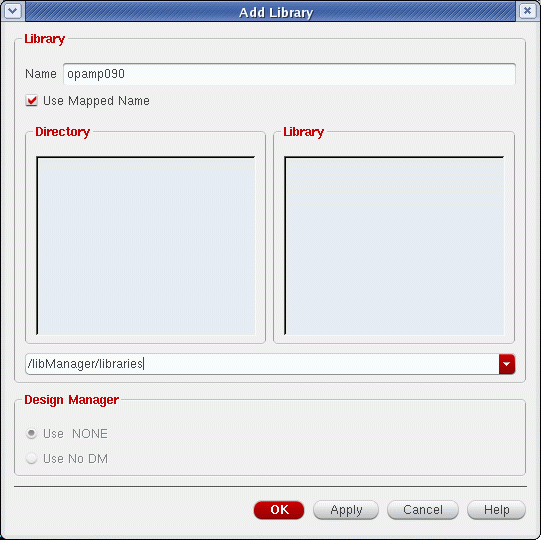 Add Library
Library
Name opamp090
Use Mapped Name
Directory Library
/libManager/libraries
Design Manager
Use NONE
Use No DM
OK Apply Cancel Help